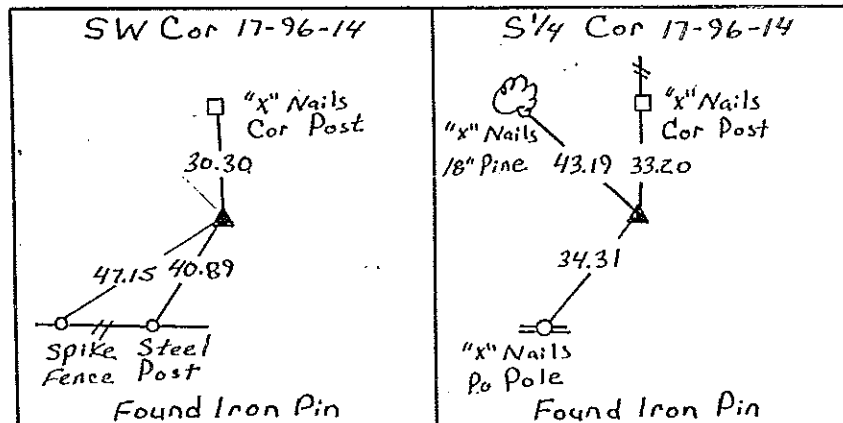 SW Cor 17-96-14
"x" Nails
Cor Post
30.30
47.15 40.89
Spike Steel
Fence Post
Found Iron Pin
S1/4 Cor 17-96-14
"x" Nails
Cor Post
"x" Nails
18" Pine
43.19 33.20
34.31
"x" Nails
Po Pole
Found Iron Pin